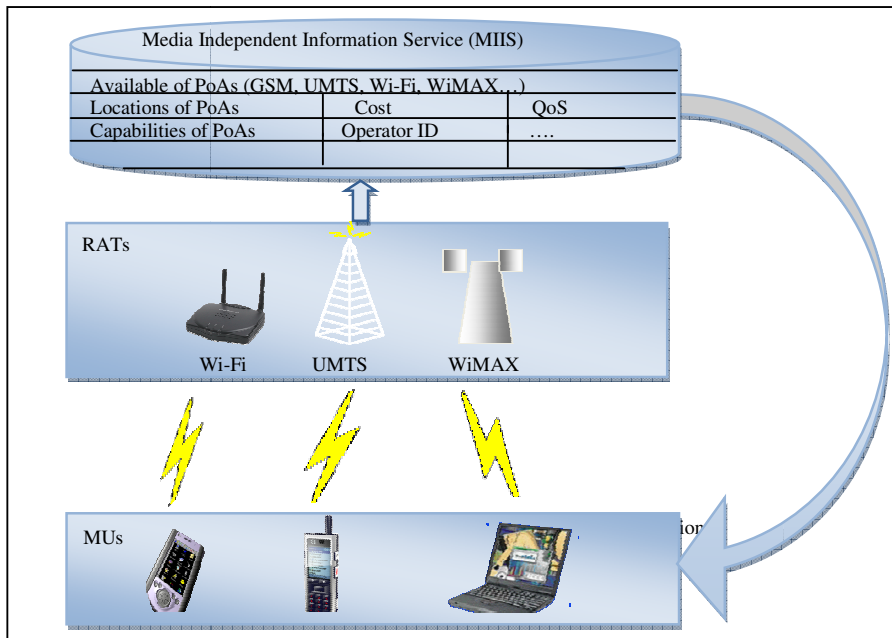 Media Independent Information Service (MIIS)
Available of PoAs (GSM, UMTS, Wi-Fi, WiMAX…)
Locations of PoAs Cost QoS
Capabilities of PoAs Operator ID ….
RATs
Wi-Fi UMTS WiMAX
MUs